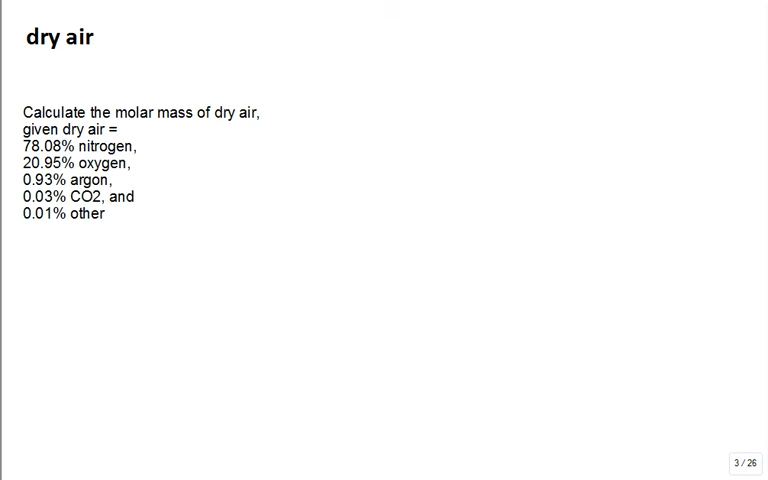 dry air
Calculate the molar mass of dry air,
given dry air =
78.08% nitrogen,
20.95% oxygen,
0.93% argon,
0.03% CO2, and
0.01% other
3 / 26